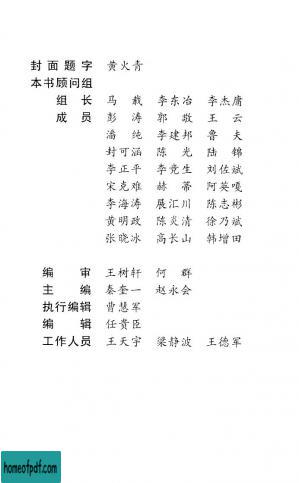 封面题字 黄火青
本书顾问组
组长 马载 李东冶 李杰庸
成员 彭涛 郭敢 王云
潘纯 李建邦 鲁夫
封可涵 陈光 陆锦
李正平 李竞生 刘佐斌
宋克难 赫蒂 阿英嘎
李海涛 展汇川 陈志彬
黄明政 陈炎清 徐乃斌
张晓冰 高长山 韩增田
编审 王树轩 何群
主编 秦奎一 赵永会
执行编辑 曹慧军
编辑 任贵臣
工作人员 王天宇 梁静波 王德军
homeofpdf.com